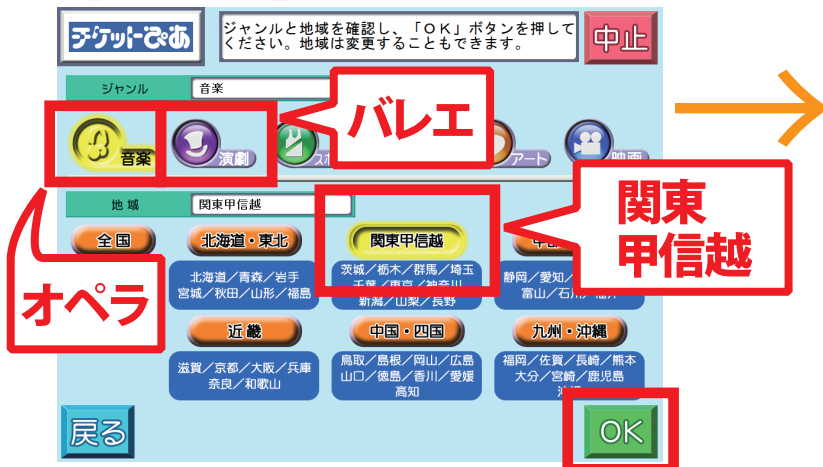 チケットぴあ
ジャンルと地域を確認し、「OK」ボタンを押して
ください。地域は変更することもできます。
中止
ジャンル
音楽
バレエ
音楽
演劇
アート
映画
地域
関東甲信越
関東
甲信越
全国
北海道・東北
関東甲信越
オペラ
北海道／青森／岩手
宮城／秋田／山形／福島
茨城／栃木／群馬／埼玉
千葉／東京／神奈川
新潟／山梨／長野
静岡／愛知／
富山／石川／福井
近畿
中国・四国
九州・沖縄
滋賀／京都／大阪／兵庫
奈良／和歌山
鳥取／島根／岡山／広島
山口／徳島／香川／愛媛
高知
福岡／佐賀／長崎／熊本
大分／宮崎／鹿児島
戻る
OK